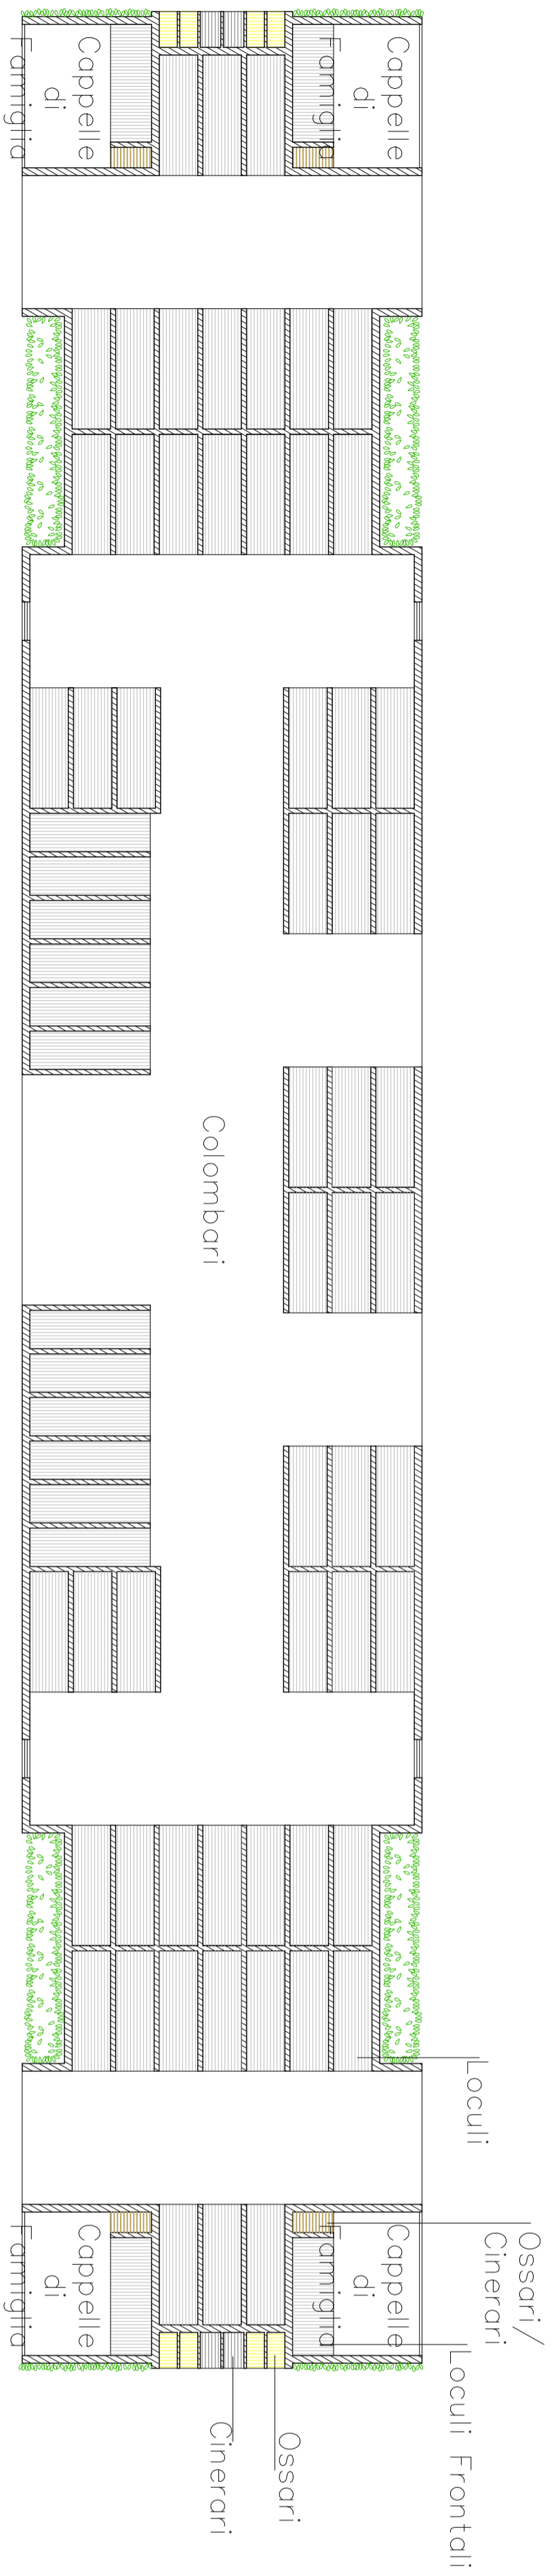 Cappelle
di
Famiglia
Cappelle
di
Famiglia
Colombari
Loculi
Ossari/
Cinerari
Cappelle
di
Famiglia
Cappelle
di
Famiglia
Loculi Frontali
Ossari
Cinerari